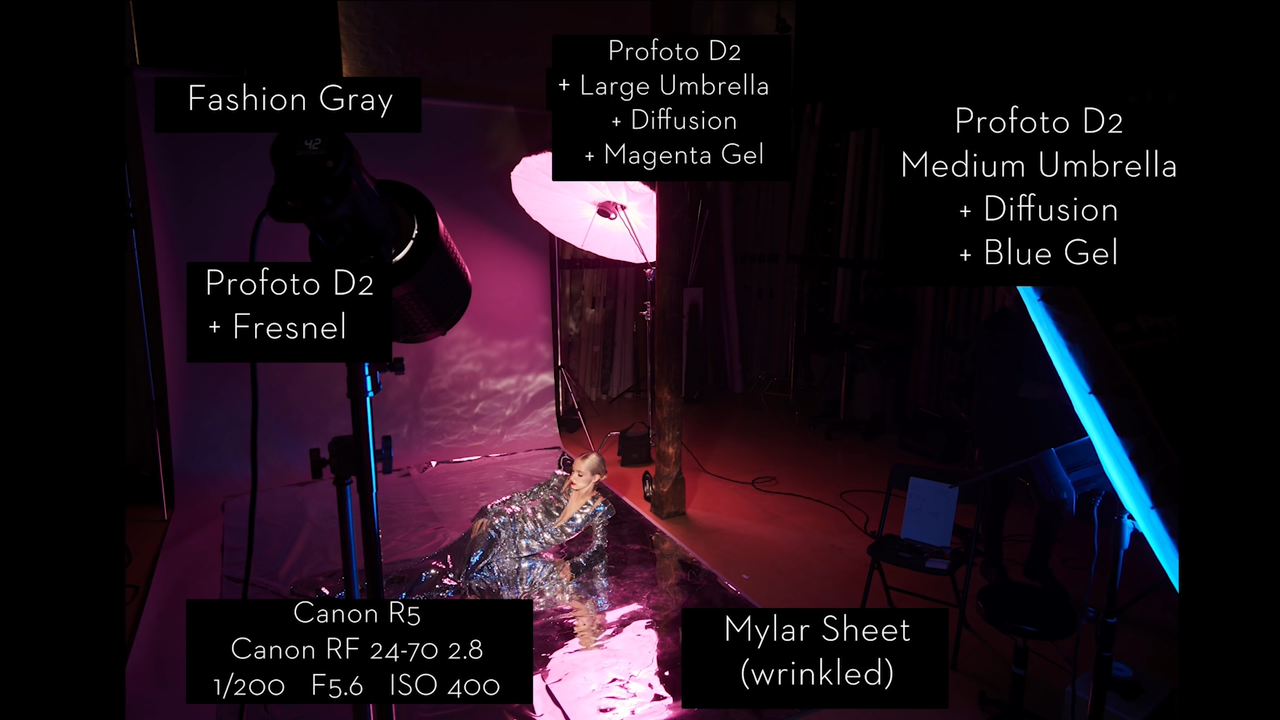 Fashion Gray
Profoto D2
+ Large Umbrella
+ Diffusion
+ Magenta Gel
Profoto D2
Medium Umbrella
+ Diffusion
+ Blue Gel
42
Profoto D2
+ Fresnel
Canon R5
Canon RF 24-70 2.8
1/200 F5.6 ISO 400
Mylar Sheet
(wrinkled)